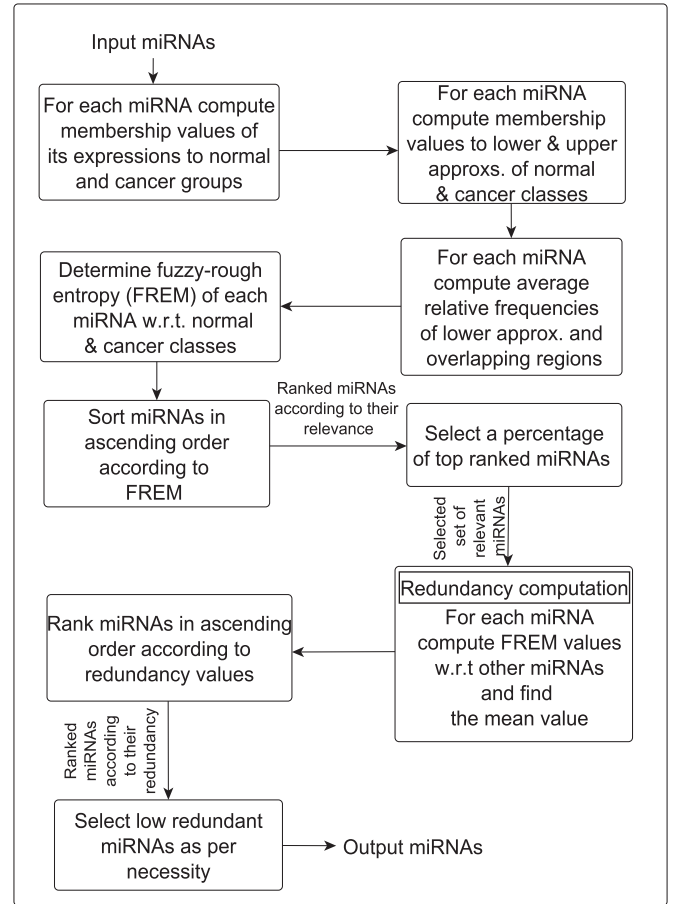 Input miRNAs
For each miRNA compute
membership values of
its expressions to normal
and cancer groups
For each miRNA
compute membership
values to lower & upper
approxs. of normal
& cancer classes
For each miRNA
compute average
relative frequencies
of lower approx. and
overlapping regions
Determine fuzzy-rough
entropy (FREM) of each
miRNA w.r.t. normal
& cancer classes
Sort miRNAs in
ascending order
according to
FREM
Ranked miRNAs
according to their
relevance
Select a percentage
of top ranked miRNAs
Selected
set of
relevant
miRNAs
Redundancy computation
For each miRNA
compute FREM values
w.r.t other miRNAs
and find
the mean value
Rank miRNAs in ascending
order according to
redundancy values
Ranked
miRNAs
according
to their
redundancy
Select low redundant
miRNAs as per
necessity
Output miRNAs